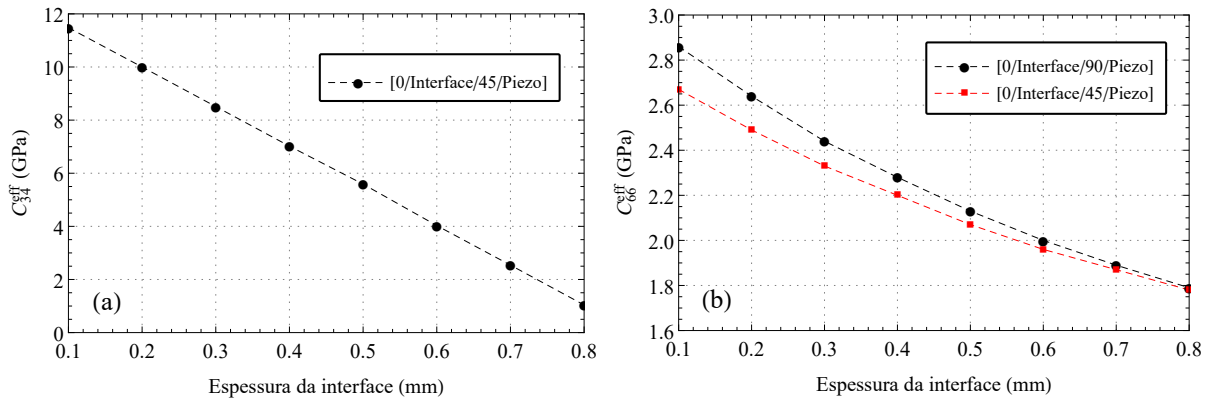 12
10
8
6
4
2
0
C34^eff (GPa)
[0/Interface/45/Piezo]
(a)
0.1 0.2 0.3 0.4 0.5 0.6 0.7 0.8
Espessura da interface (mm)
3.0
2.8
2.6
2.4
2.2
2.0
1.8
1.6
C66^eff (GPa)
[0/Interface/90/Piezo]
[0/Interface/45/Piezo]
(b)
0.1 0.2 0.3 0.4 0.5 0.6 0.7 0.8
Espessura da interface (mm)